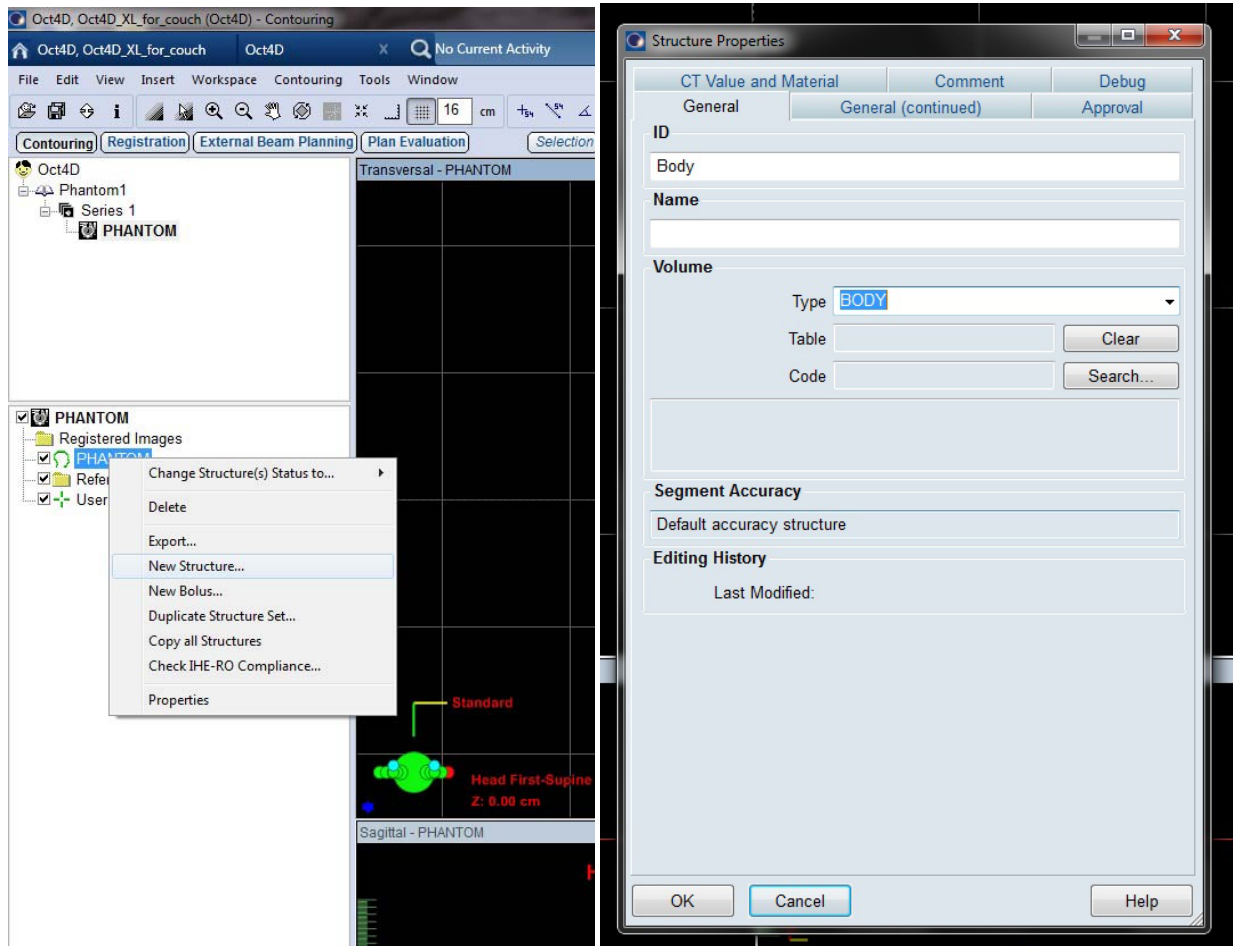 Oct4D, Oct4D_XL_for_couch (Oct4D) - Contouring
Oct4D, Oct4D_XL_for_couch Oct4D x No Current Activity
File Edit View Insert Workspace Contouring Tools Window
16 cm
Contouring Registration External Beam Planning Plan Evaluation Selection
Oct4D
Phantom1
Series 1
PHANTOM
Transversal - PHANTOM
PHANTOM
Registered Images
PHANTOM
Refer
User
Change Structure(s) Status to...
Delete
Export...
New Structure...
New Bolus...
Duplicate Structure Set...
Copy all Structures
Check IHE-RO Compliance...
Properties
Standard
Head First-Supine
Z: 0.00 cm
Sagittal - PHANTOM
H
Structure Properties
CT Value and Material Comment Debug
General General (continued) Approval
ID
Body
Name
Volume
Type BODY
Table Clear
Code Search...
Segment Accuracy
Default accuracy structure
Editing History
Last Modified:
OK Cancel Help